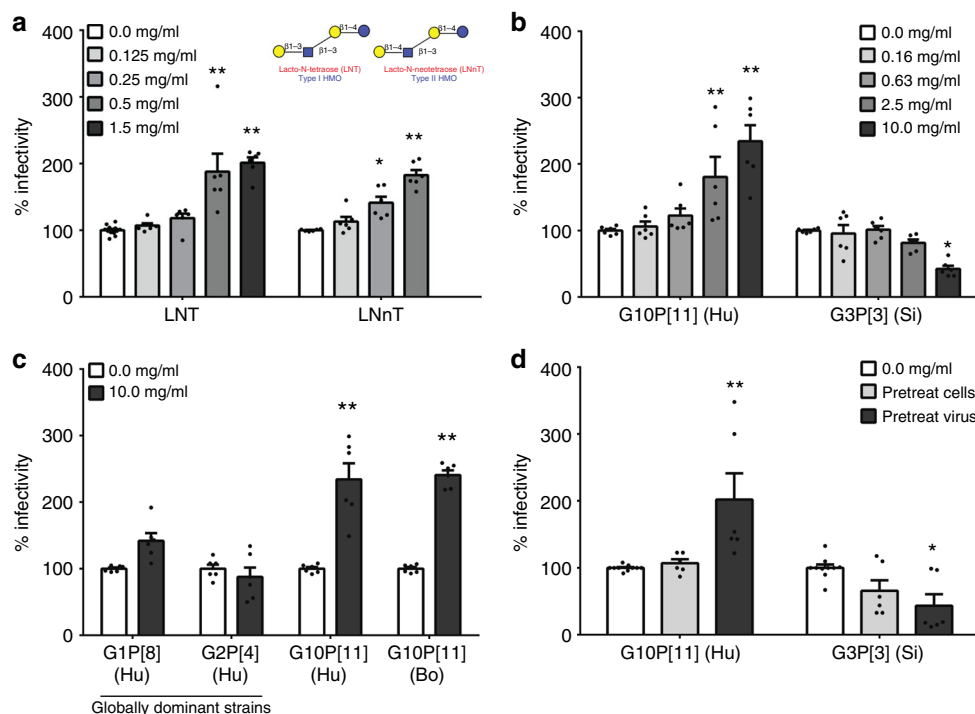 a
% infectivity
400
300
200
100
0
0.0 mg/ml
0.125 mg/ml
0.25 mg/ml
0.5 mg/ml
1.5 mg/ml
β1–4
β1–3
β1–3
Lacto-N-tetraose (LNT)
Type I HMO
β1–4
β1–4
β1–3
Lacto-N-neotetraose (LNnT)
Type II HMO
**
**
*
**
LNT
LNnT
b
% infectivity
400
300
200
100
0
0.0 mg/ml
0.16 mg/ml
0.63 mg/ml
2.5 mg/ml
10.0 mg/ml
**
**
*
G10P[11] (Hu)
G3P[3] (Si)
c
% infectivity
400
300
200
100
0
0.0 mg/ml
10.0 mg/ml
**
**
G1P[8]
(Hu)
G2P[4]
(Hu)
G10P[11]
(Hu)
G10P[11]
(Bo)
Globally dominant strains
d
% infectivity
400
300
200
100
0
0.0 mg/ml
Pretreat cells
Pretreat virus
**
*
G10P[11] (Hu)
G3P[3] (Si)